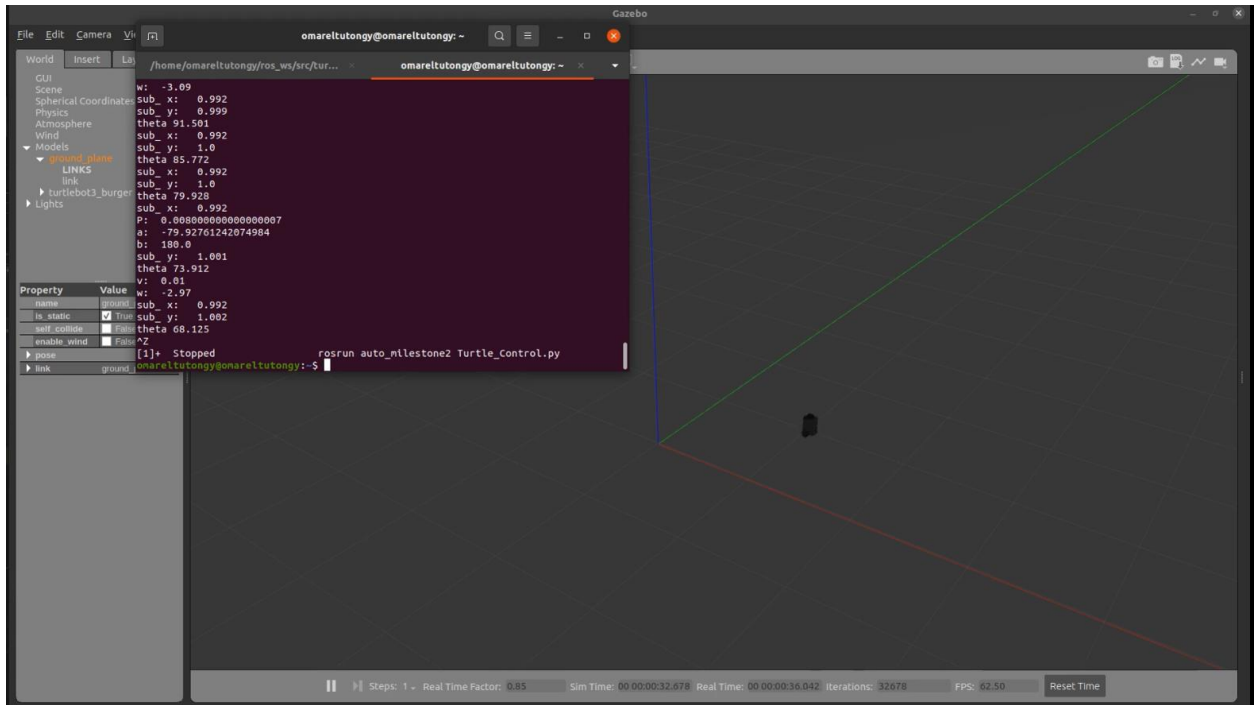 Gazebo
File Edit Camera Vi
omareltutongy@omareltutongy: ~
World Insert La
/home/omareltutongy/ros_ws/src/tur...
omareltutongy@omareltutongy: ~
GUI
Scene
Spherical Coordinates
Physics
Atmosphere
Wind
Models
ground_plane
LINKS
link
turtlebot3_burger
Lights
w: -3.09
sub_ x: 0.992
sub_ y: 0.999
theta 91.501
sub_ x: 0.992
sub_ y: 1.0
theta 85.772
sub_ x: 0.992
sub_ y: 1.0
theta 79.928
sub_ x: 0.992
P: 0.008000000000000007
a: -79.92761242074984
b: 180.0
sub_ y: 1.001
theta 73.912
v: 0.01
w: -2.97
sub_ x: 0.992
sub_ y: 1.002
theta 68.125
^Z
[1]+ Stopped rosrun auto_milestone2 Turtle_Control.py
omareltutongy@omareltutongy:~$
Property Value
name ground_
is_static True
self_collide False
enable_wind False
pose
link ground_
Steps: 1 Real Time Factor: 0.85 Sim Time: 00 00:00:32.678 Real Time: 00 00:00:36.042 Iterations: 32678 FPS: 62.50 Reset Time